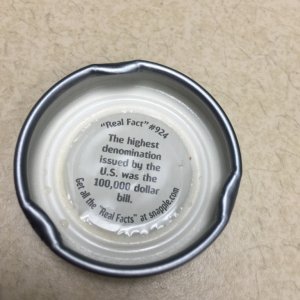 "Real Fact" #924
The highest
denomination
issued by the
U.S. was the
100,000 dollar
bill.
Get all the "Real Facts" at snapple.com